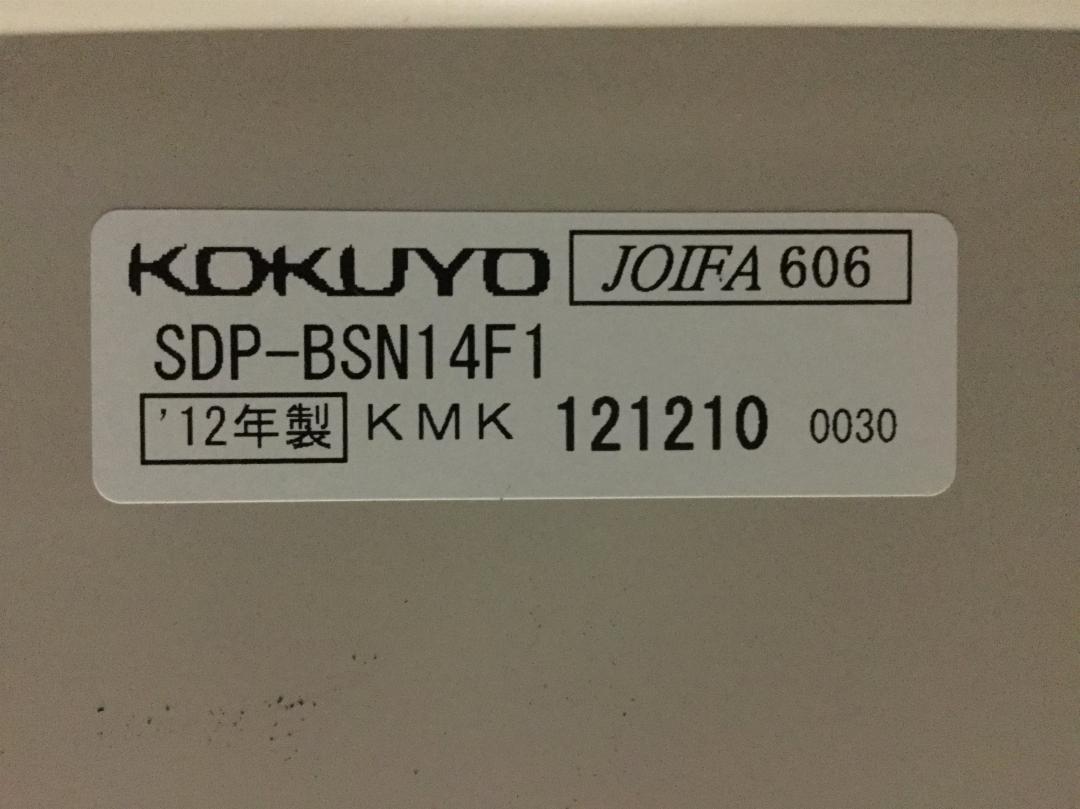 KOKUYO JOIFA 606
SDP-BSN14F1
'12年製 KMK 121210 0030